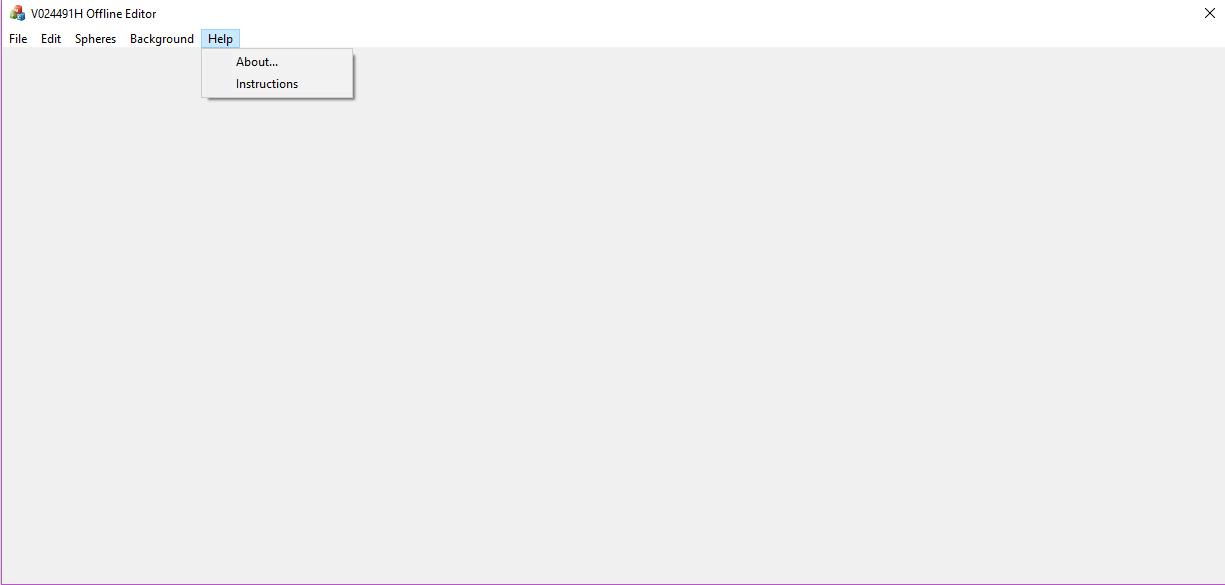 V024491H Offline Editor
File Edit Spheres Background Help
About...
Instructions